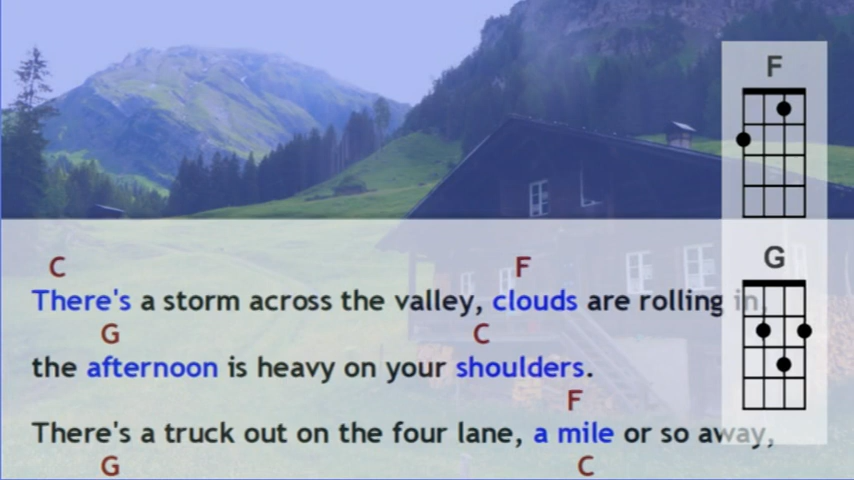 F
G
C F
There's a storm across the valley, clouds are rolling in,
G C
the afternoon is heavy on your shoulders.
F
There's a truck out on the four lane, a mile or so away,
G C